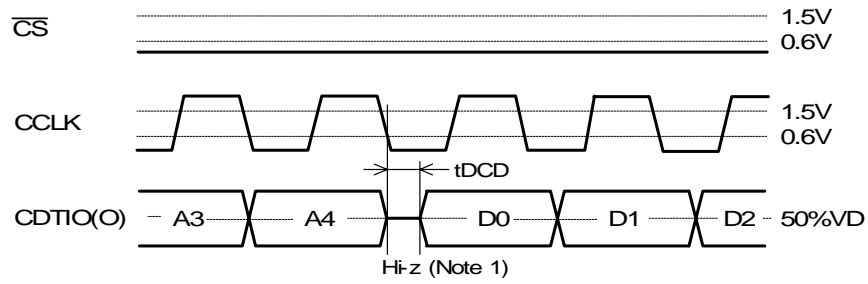 CS
1.5V
0.6V
CCLK
1.5V
0.6V
tDCD
CDTIO(O) A3 A4 D0 D1 D2 50%VD
Hi-z (Note 1)